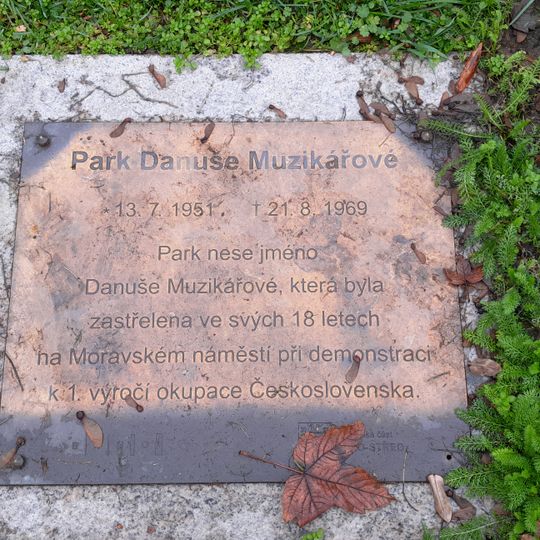 Park Danuše Muzikářové
* 13. 7. 1951 † 21. 8. 1969
Park nese jméno
Danuše Muzikářové, která byla
zastřelena ve svých 18 letech
na Moravském náměstí při demonstraci
k 1. výročí okupace Československa.